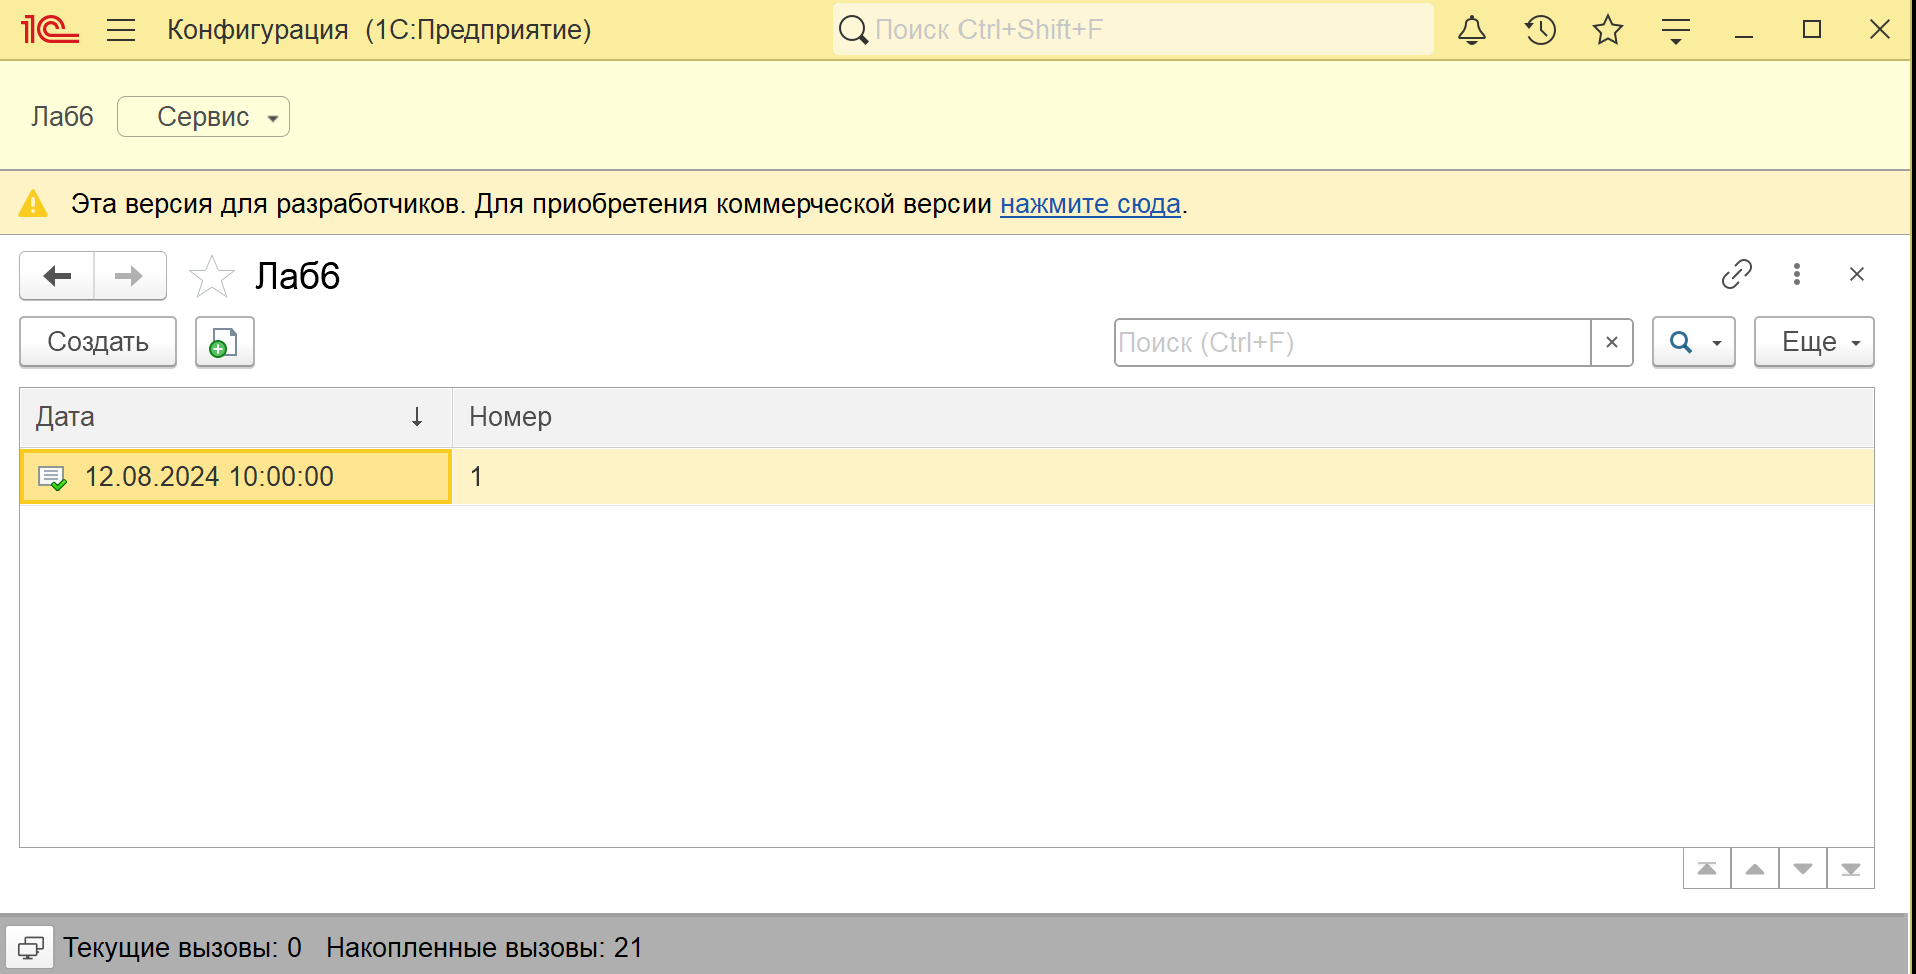 1С Конфигурация (1С:Предприятие) Поиск Ctrl+Shift+F
Лаб6 Сервис
Эта версия для разработчиков. Для приобретения коммерческой версии нажмите сюда.
Лаб6
Создать Поиск (Ctrl+F) × Еще
Дата ↓ Номер
12.08.2024 10:00:00 1
Текущие вызовы: 0 Накопленные вызовы: 21